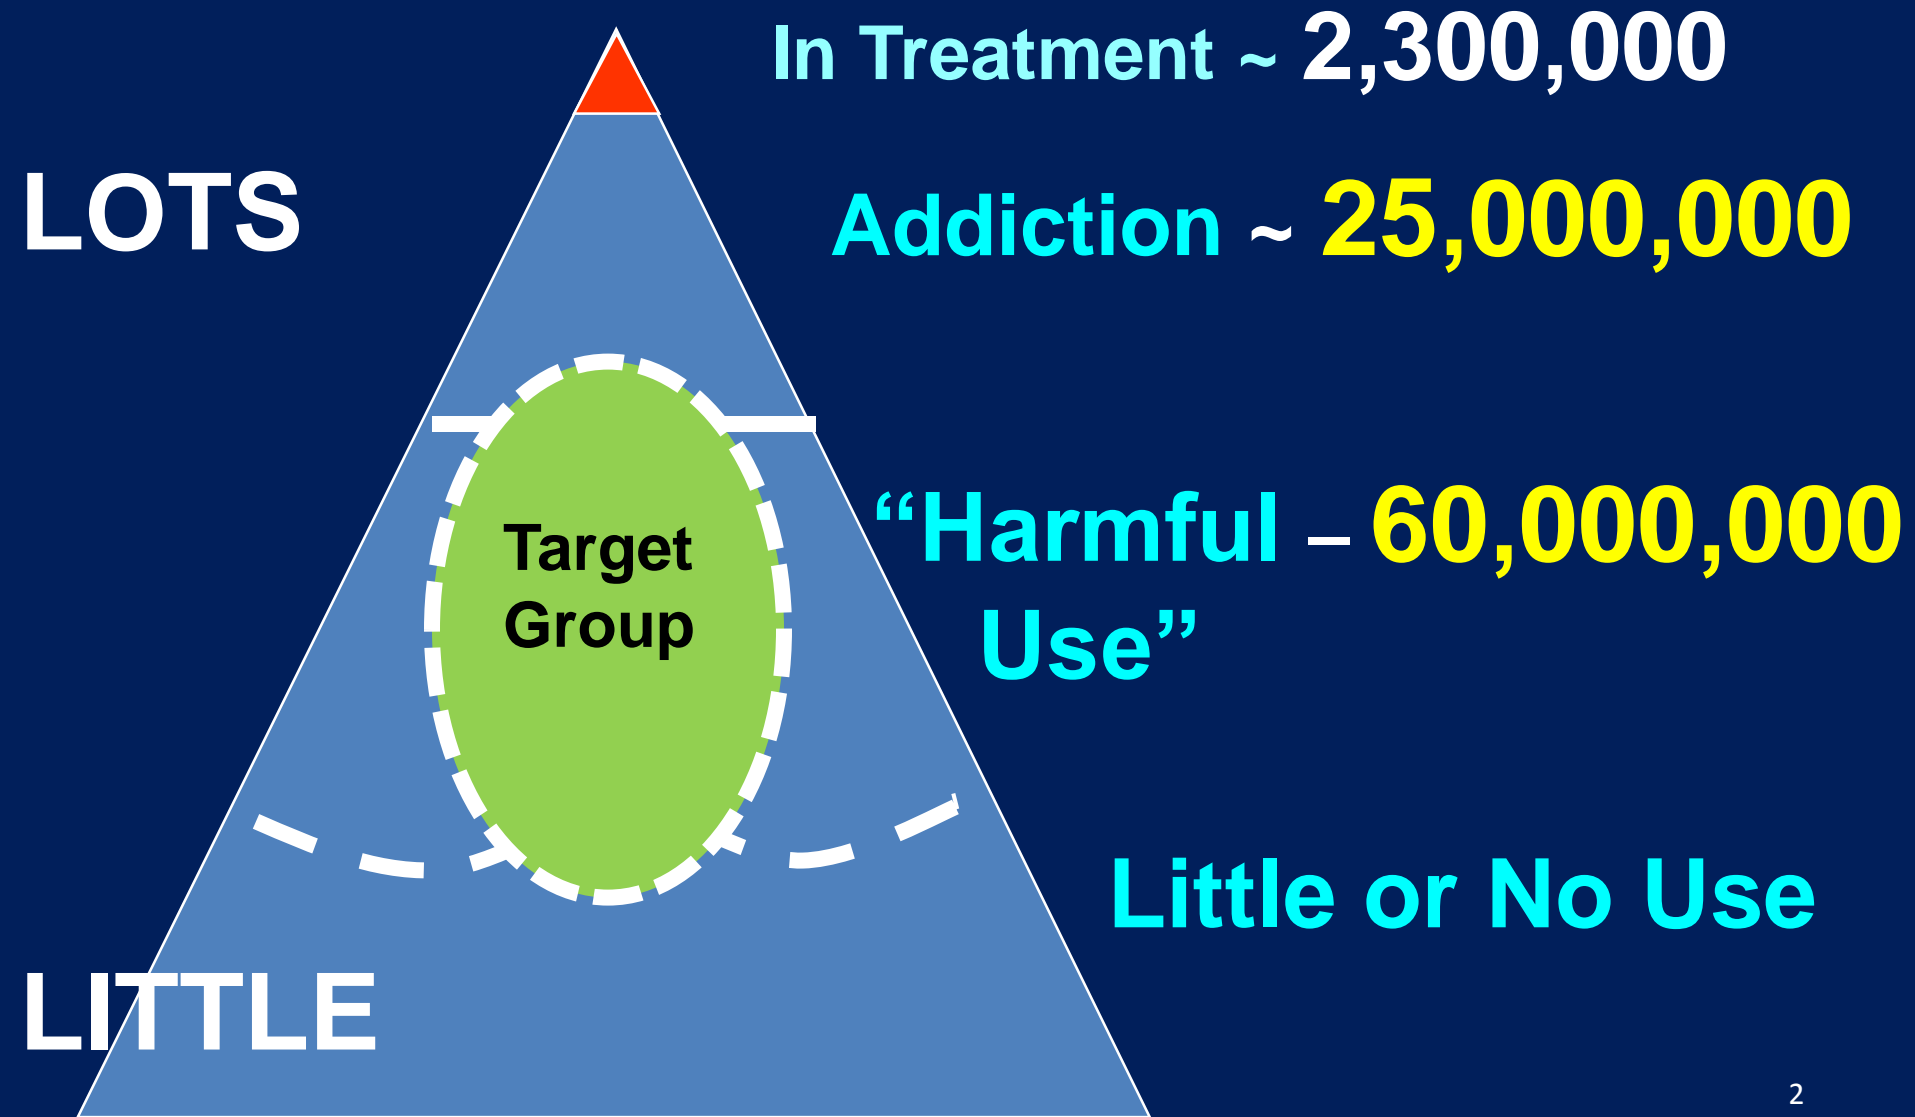 In Treatment ~ 2,300,000
LOTS
Addiction ~ 25,000,000
Target
Group
“Harmful – 60,000,000
Use”
Little or No Use
LITTLE
2